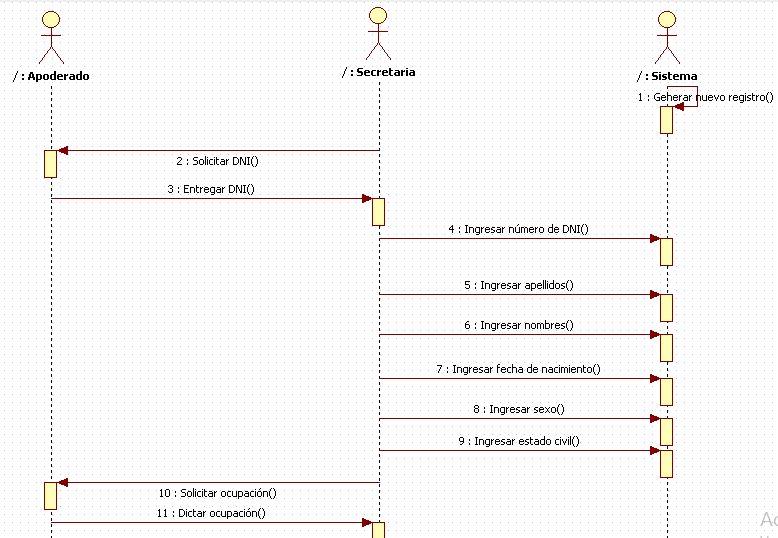 / : Apoderado
/ : Secretaria
/ : Sistema
1 : Generar nuevo registro()
2 : Solicitar DNI()
3 : Entregar DNI()
4 : Ingresar número de DNI()
5 : Ingresar apellidos()
6 : Ingresar nombres()
7 : Ingresar fecha de nacimiento()
8 : Ingresar sexo()
9 : Ingresar estado civil()
10 : Solicitar ocupación()
11 : Dictar ocupación()